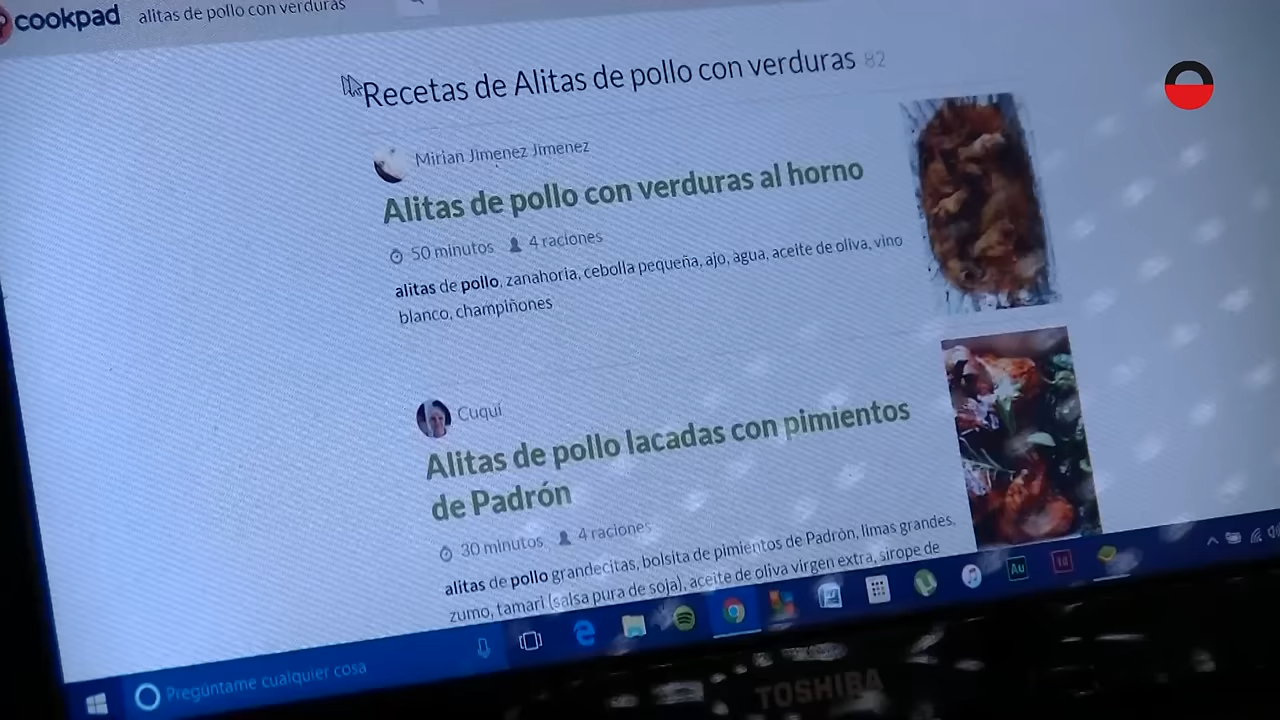 cookpad alitas de pollo con verduras
Recetas de Alitas de pollo con verduras 82
Mirian Jimenez Jimenez
Alitas de pollo con verduras al horno
50 minutos 4 raciones
alitas de pollo, zanahoria, cebolla pequeña, ajo, agua, aceite de oliva, vino
blanco, champiñones
Cuquí
Alitas de pollo lacadas con pimientos
de Padrón
30 minutos 4 raciones
alitas de pollo grandecitas, bolsita de pimientos de Padrón, limas grandes,
zumo, tamari (salsa pura de soja), aceite de oliva virgen extra, sirope de
Au
Id
Pregúntame cualquier cosa
TOSHIBA